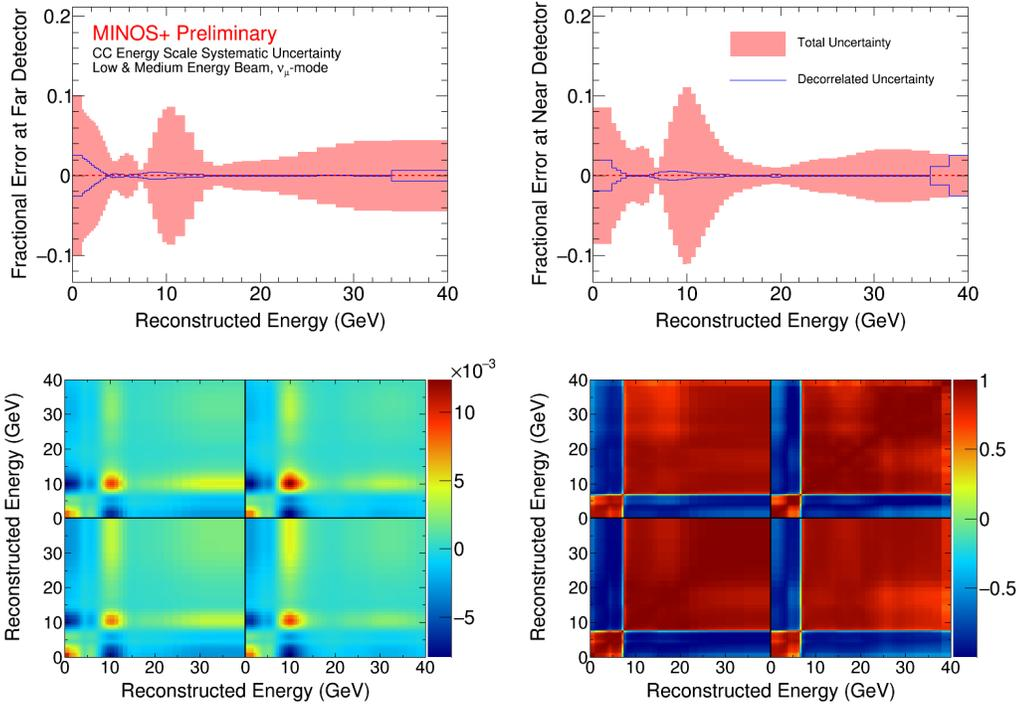 MINOS+ Preliminary
CC Energy Scale Systematic Uncertainty
Low & Medium Energy Beam, νμ-mode
Fractional Error at Far Detector
0.2
0.1
0
−0.1
0 10 20 30 40
Reconstructed Energy (GeV)
Total Uncertainty
Decorrelated Uncertainty
Fractional Error at Near Detector
0.2
0.1
0
−0.1
0 10 20 30 40
Reconstructed Energy (GeV)
×10⁻³
Reconstructed Energy (GeV)
40
30
20
10
0
Reconstructed Energy (GeV)
30
20
10
0
0 10 20 30 0 10 20 30 40
Reconstructed Energy (GeV)
10
5
0
−5
Reconstructed Energy (GeV)
40
30
20
10
0
Reconstructed Energy (GeV)
30
20
10
0
0 10 20 30 0 10 20 30 40
Reconstructed Energy (GeV)
1
0.5
0
−0.5